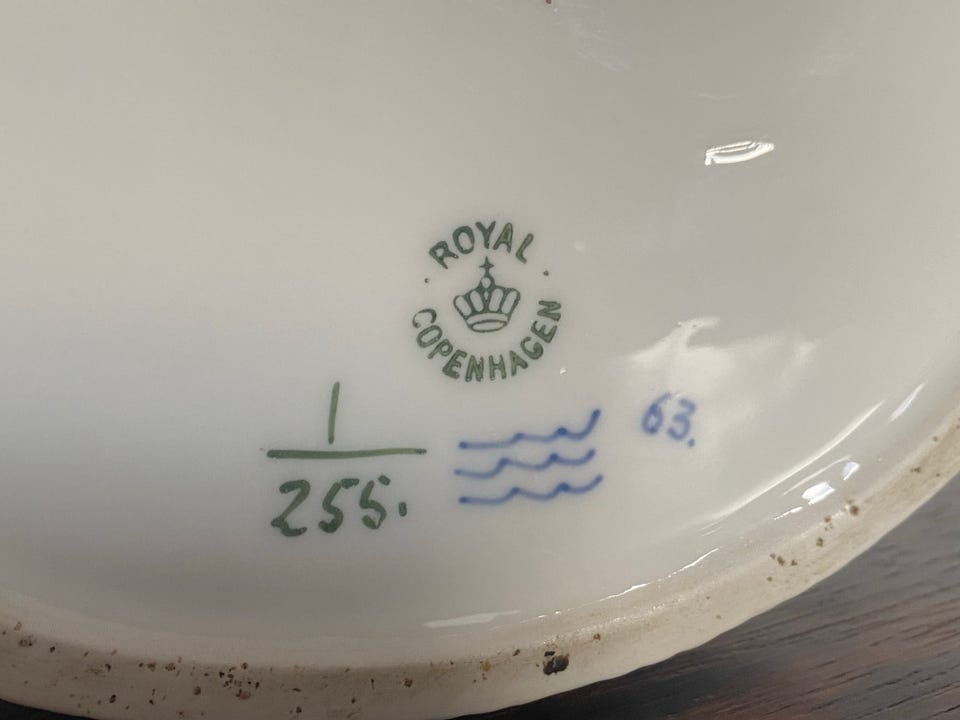 ROYAL
COPENHAGEN
1
255.
63.